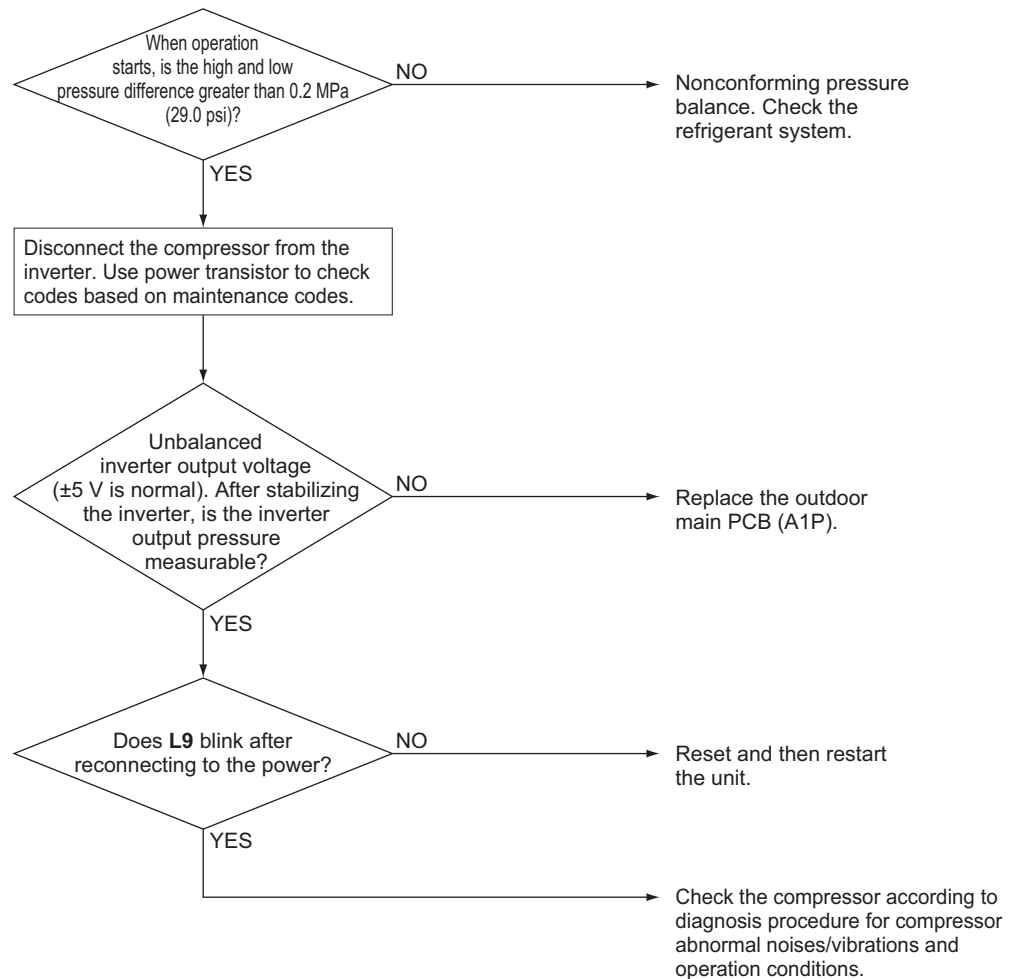 When operation
starts, is the high and low
pressure difference greater than 0.2 MPa
(29.0 psi)?
NO
Nonconforming pressure
balance. Check the
refrigerant system.
YES
Disconnect the compressor from the
inverter. Use power transistor to check
codes based on maintenance codes.
Unbalanced
inverter output voltage
(±5 V is normal). After stabilizing
the inverter, is the inverter
output pressure
measurable?
NO
Replace the outdoor
main PCB (A1P).
YES
Does L9 blink after
reconnecting to the power?
NO
Reset and then restart
the unit.
YES
Check the compressor according to
diagnosis procedure for compressor
abnormal noises/vibrations and
operation conditions.